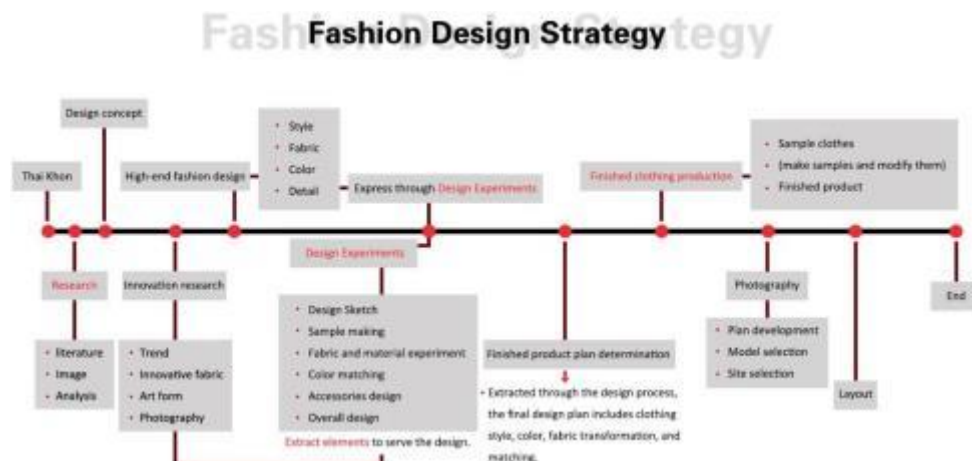 Fashion Design Strategy
Fashion Design Strategy
Design concept
Thai Khon
High-end fashion design
• Style
• Fabric
• Color
• Detail
Express through Design Experiments
Finished clothing production
• Sample clothes
• (make samples and modify them)
• Finished product
Research
• literature
• Image
• Analysis
Innovation research
• Trend
• Innovative fabric
• Art form
• Photography
Design Experiments
• Design Sketch
• Sample making
• Fabric and material experiment
• Color matching
• Accessories design
• Overall design
Extract elements to serve the design.
Finished product plan determination
• Extracted through the design process,
the final design plan includes clothing
style, color, fabric transformation, and
matching.
Photography
• Plan development
• Model selection
• Site selection
Layout
End